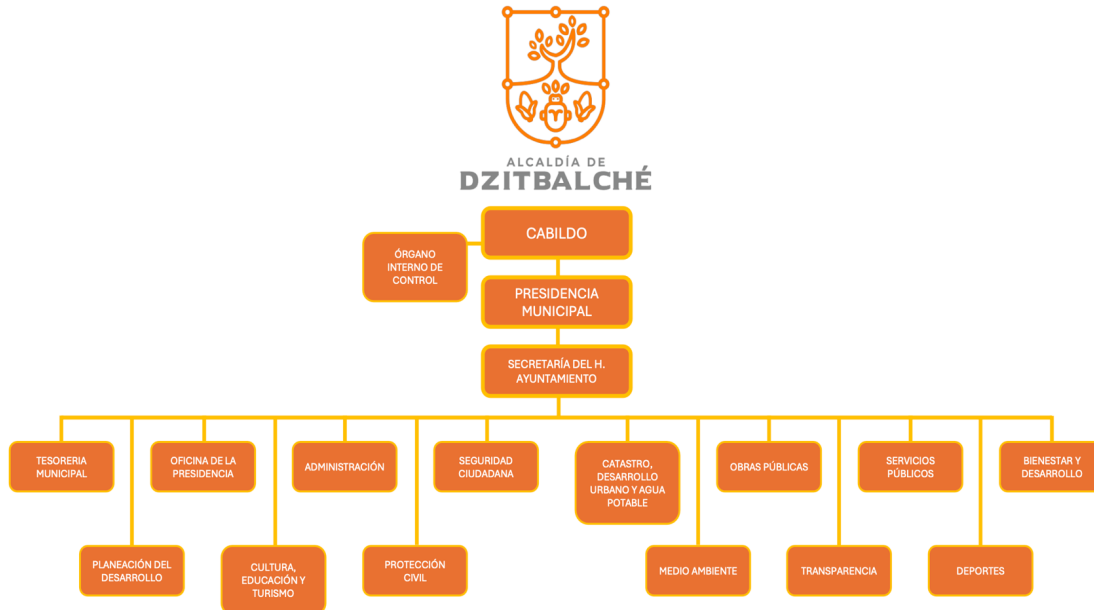 ALCALDÍA DE
DZITBALCHÉ
CABILDO
ÓRGANO
INTERNO DE
CONTROL
PRESIDENCIA
MUNICIPAL
SECRETARÍA DEL H.
AYUNTAMIENTO
TESORERIA
MUNICIPAL
OFICINA DE LA
PRESIDENCIA
ADMINISTRACIÓN
SEGURIDAD
CIUDADANA
CATASTRO,
DESARROLLO
URBANO Y AGUA
POTABLE
OBRAS PÚBLICAS
SERVICIOS
PÚBLICOS
BIENESTAR Y
DESARROLLO
PLANEACIÓN DEL
DESARROLLO
CULTURA,
EDUCACIÓN Y
TURISMO
PROTECCIÓN
CIVIL
MEDIO AMBIENTE
TRANSPARENCIA
DEPORTES